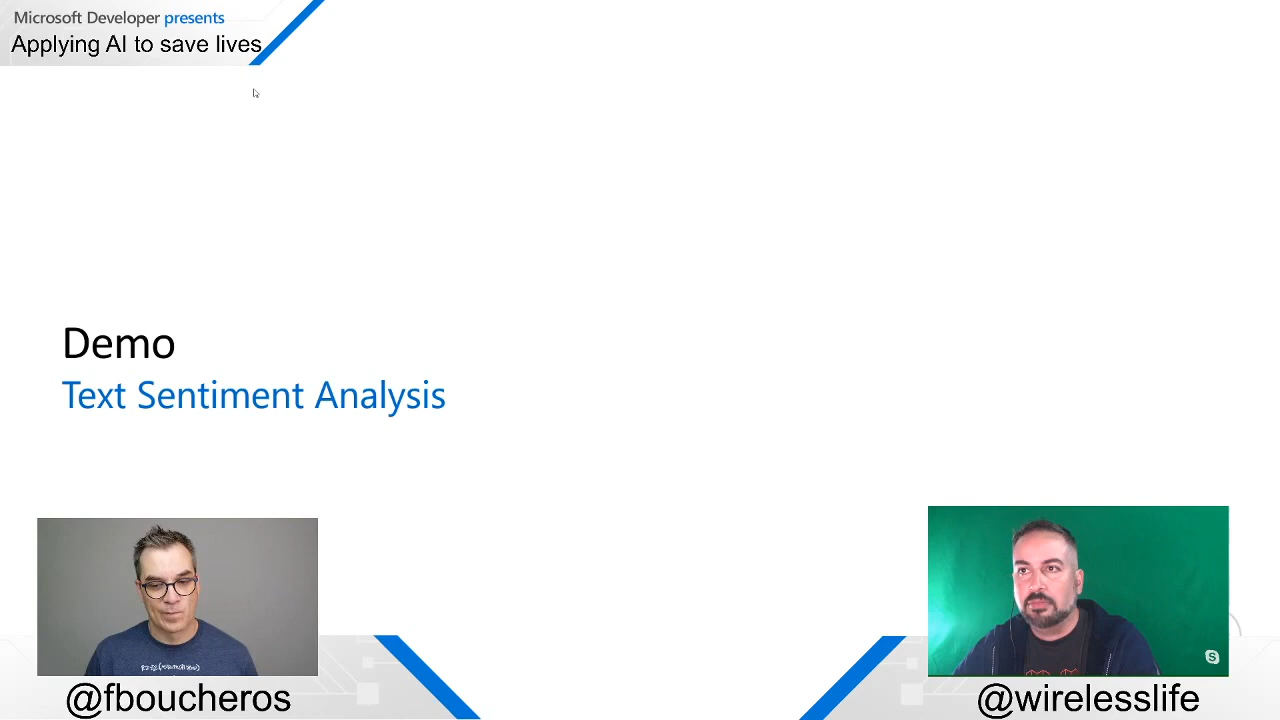 Microsoft Developer presents
Applying AI to save lives
Demo
Text Sentiment Analysis
@fboucheros
@wirelesslife